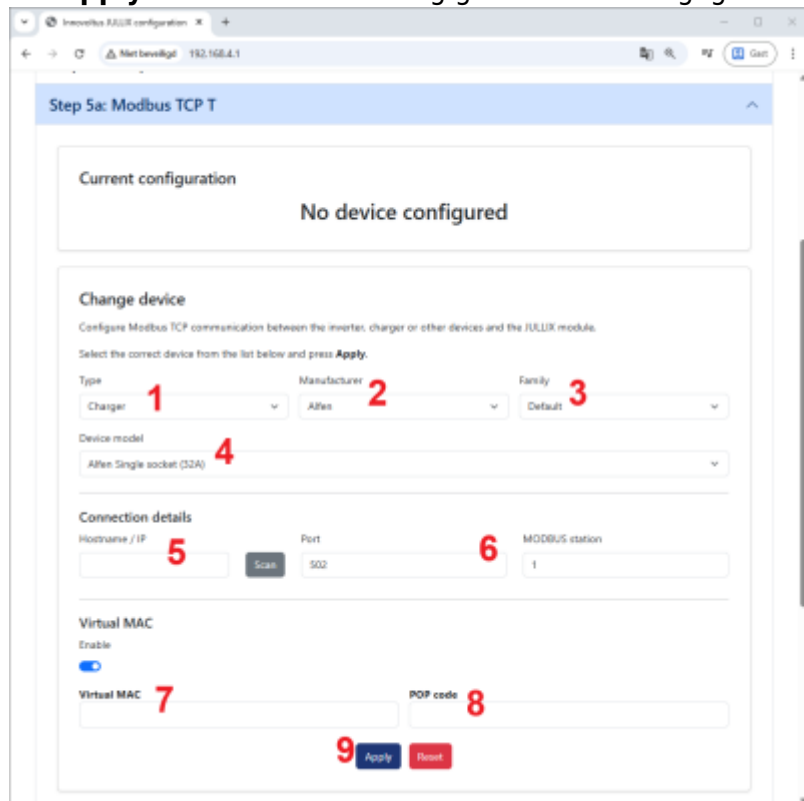 Innovoltus JULLIX configuration
Niet beveiligd 192.168.4.1
Gast
Step 5a: Modbus TCP T
Current configuration
No device configured
Change device
Configure Modbus TCP communication between the inverter, charger or other devices and the JULLIX module.
Select the correct device from the list below and press Apply.
Type Manufacturer Family
1 2 3
Charger Alfen Default
Device model
4
Alfen Single socket (32A)
Connection details
Hostname / IP Port MODBUS station
5 6
Scan 502 1
Virtual MAC
Enable
Virtual MAC 7 POP code 8
9 Apply Reset